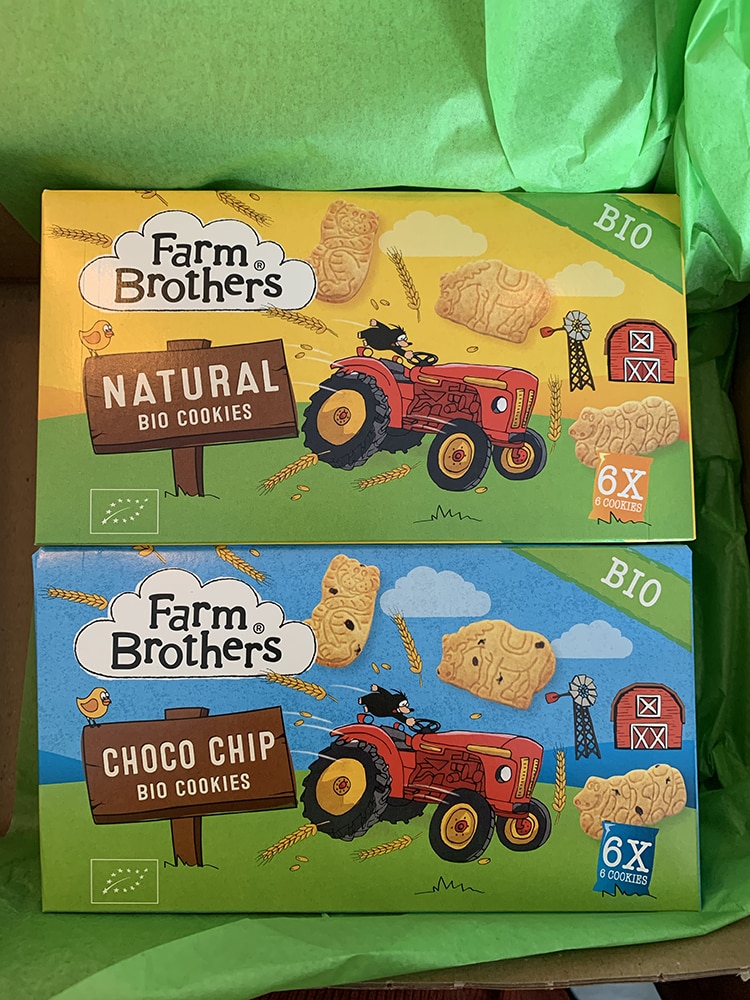 BIO
Farm
Brothers®
NATURAL
BIO COOKIES
6X
6 COOKIES
BIO
Farm
Brothers®
CHOCO CHIP
BIO COOKIES
6X
6 COOKIES